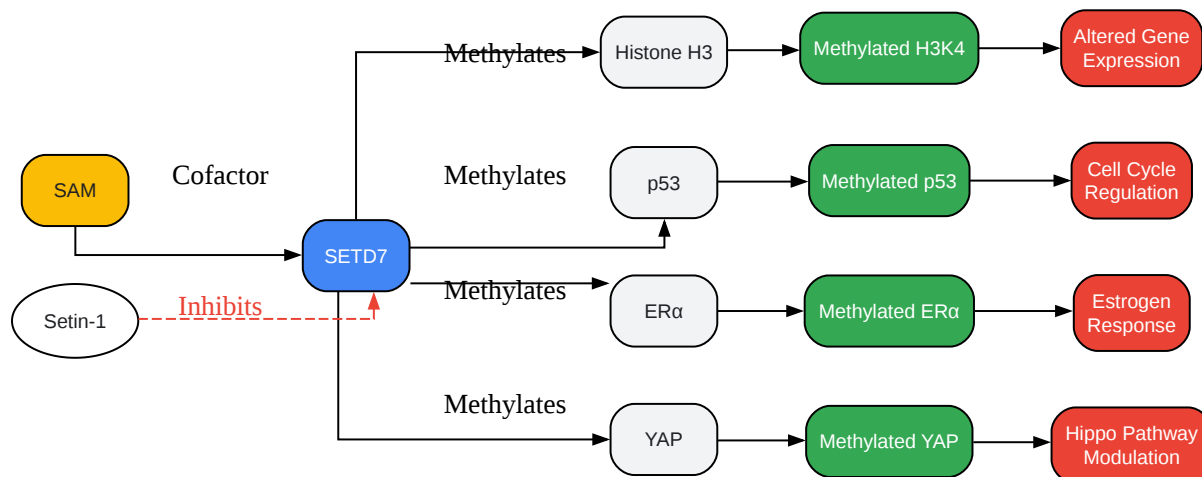 Methylates
Histone H3
Methylated H3K4
Altered Gene
Expression
SAM
Cofactor
Methylates
p53
Methylated p53
Cell Cycle
Regulation
SETD7
Setin-1
Inhibits
Methylates
ERα
Methylated ERα
Estrogen
Response
Methylates
YAP
Methylated YAP
Hippo Pathway
Modulation